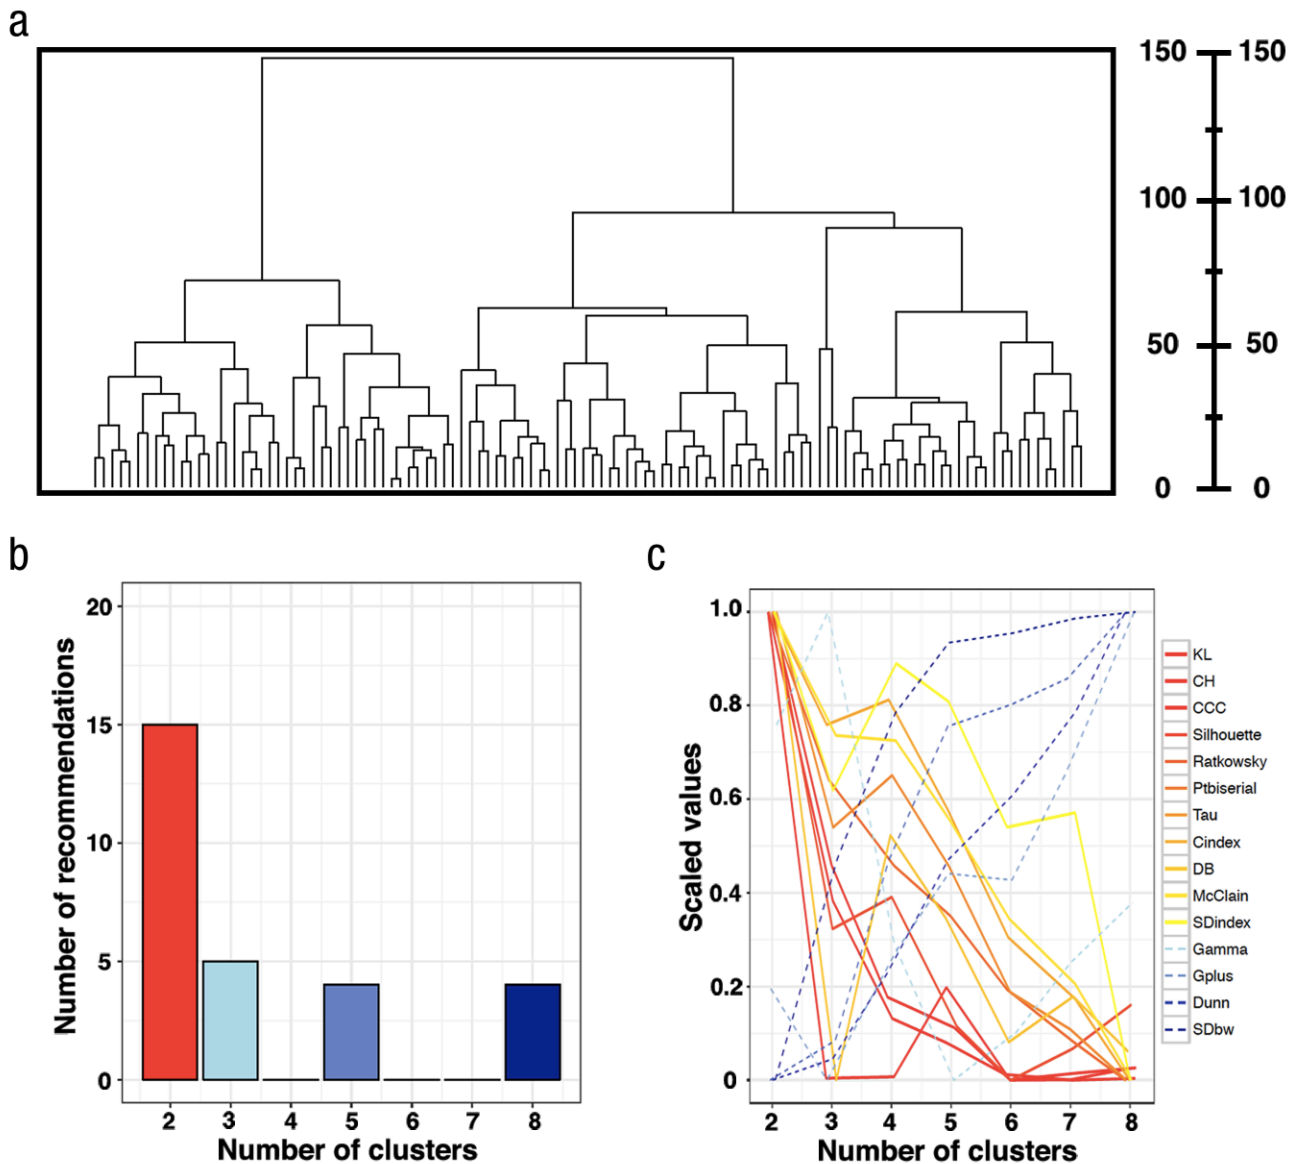 a
150 150
100 100
50 50
0 0
b
20
15
10
5
0
Number of recommendations
2 3 4 5 6 7 8
Number of clusters
c
1.0
0.8
0.6
0.4
0.2
0
Scaled values
2 3 4 5 6 7 8
Number of clusters
KL
CH
CCC
Silhouette
Ratkowsky
Ptbiserial
Tau
Cindex
DB
McClain
SDindex
Gamma
Gplus
Dunn
SDbw